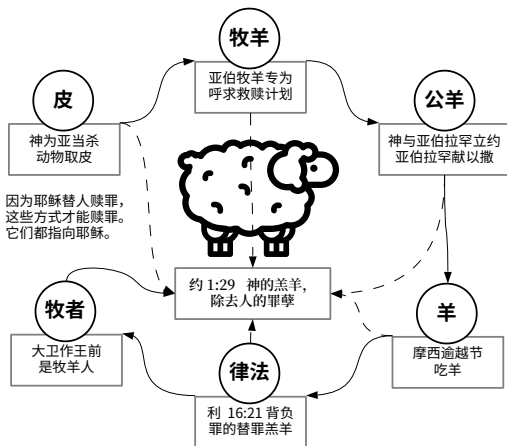 牧羊
亚伯牧羊专为
呼求救赎计划
皮
神为亚当杀
动物取皮
公羊
神与亚伯拉罕立约
亚伯拉罕献以撒
因为耶稣替人赎罪，
这些方式才能赎罪。
它们都指向耶稣。
约 1:29 神的羔羊，
除去人的罪孽
牧者
大卫作王前
是牧羊人
羊
摩西逾越节
吃羊
律法
利 16:21 背负
罪的替罪羔羊